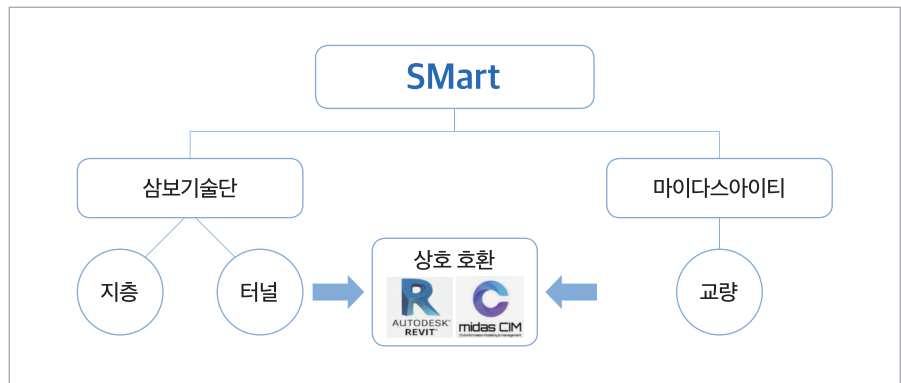 SMart
삼보기술단
마이다스아이티
지층
터널
상호 호환
AUTODESK®
REVIT®
midas CIM
교량